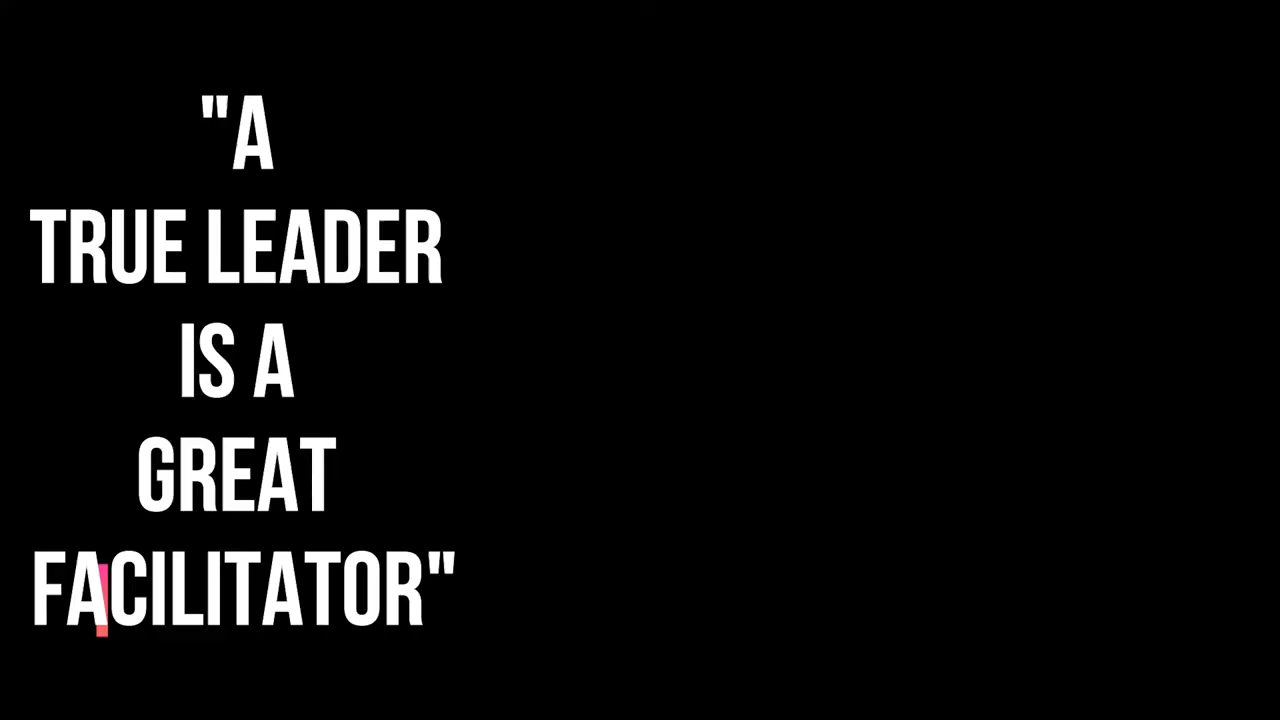 "A
TRUE LEADER
IS A
GREAT
FACILITATOR"